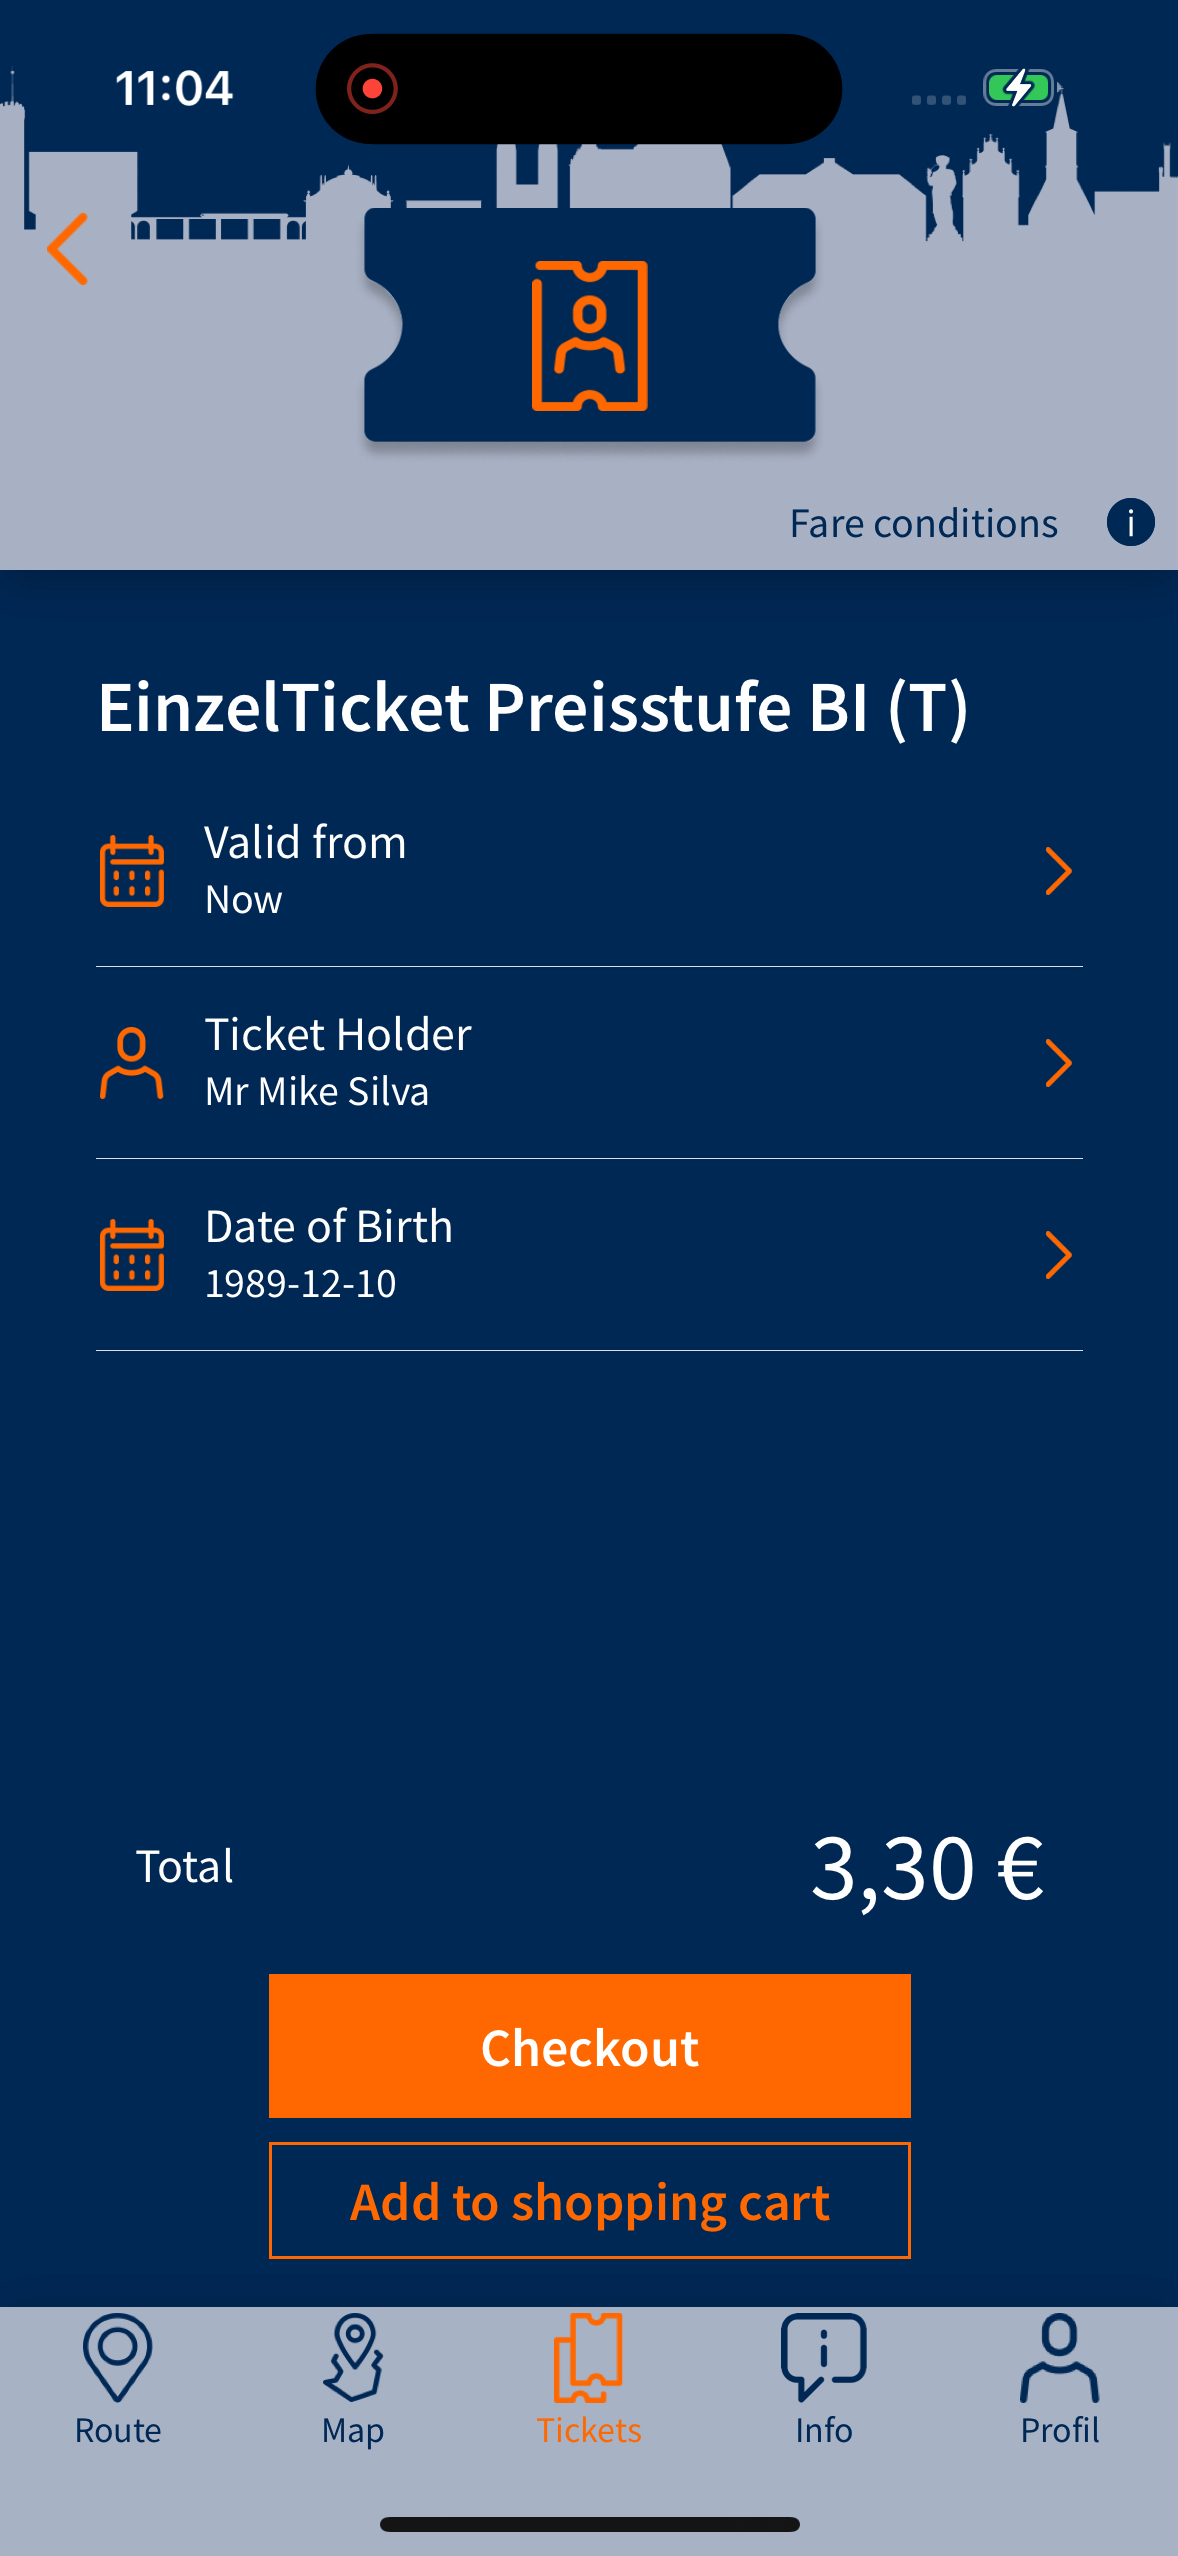 11:04
Fare conditions
EinzelTicket Preisstufe BI (T)
Valid from
Now
Ticket Holder
Mr Mike Silva
Date of Birth
1989-12-10
Total 3,30 €
Checkout
Add to shopping cart
Route Map Tickets Info Profil